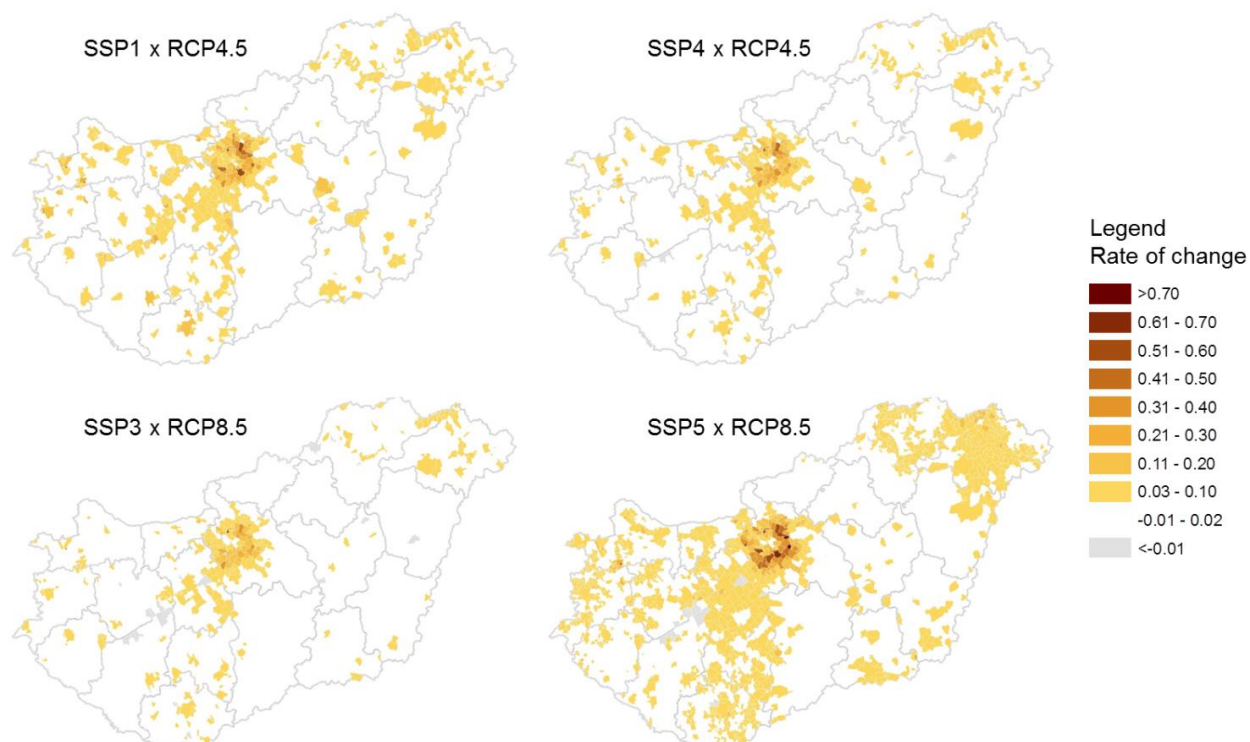 SSP1 x RCP4.5
SSP4 x RCP4.5
SSP3 x RCP8.5
SSP5 x RCP8.5
Legend
Rate of change
>0.70
0.61 - 0.70
0.51 - 0.60
0.41 - 0.50
0.31 - 0.40
0.21 - 0.30
0.11 - 0.20
0.03 - 0.10
-0.01 - 0.02
<-0.01